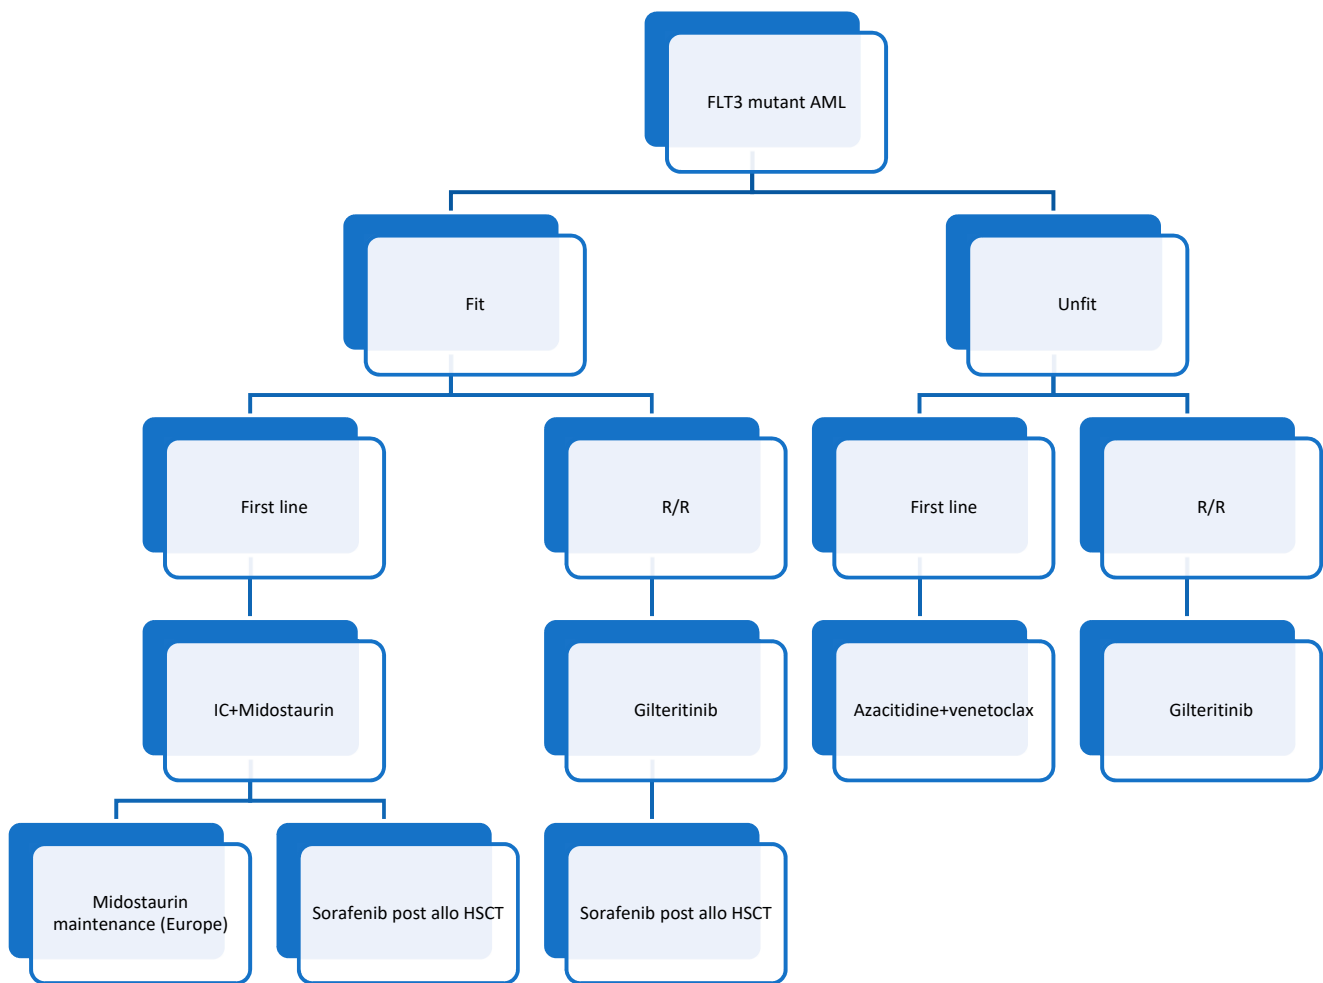 FLT3 mutant AML
Fit
Unfit
First line
R/R
First line
R/R
IC+Midostaurin
Gilteritinib
Azacitidine+venetoclax
Gilteritinib
Midostaurin
maintenance (Europe)
Sorafenib post allo HSCT
Sorafenib post allo HSCT